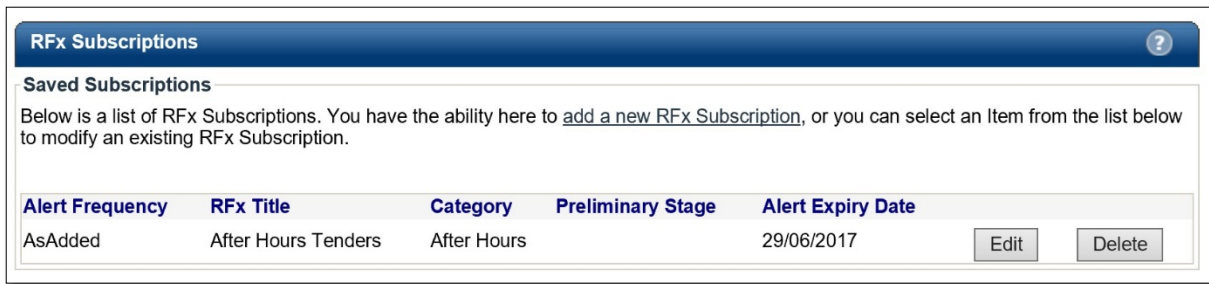 RFx Subscriptions
?
Saved Subscriptions
Below is a list of RFx Subscriptions. You have the ability here to add a new RFx Subscription, or you can select an Item from the list below
to modify an existing RFx Subscription.
Alert Frequency RFx Title Category Preliminary Stage Alert Expiry Date
AsAdded After Hours Tenders After Hours 29/06/2017 Edit Delete